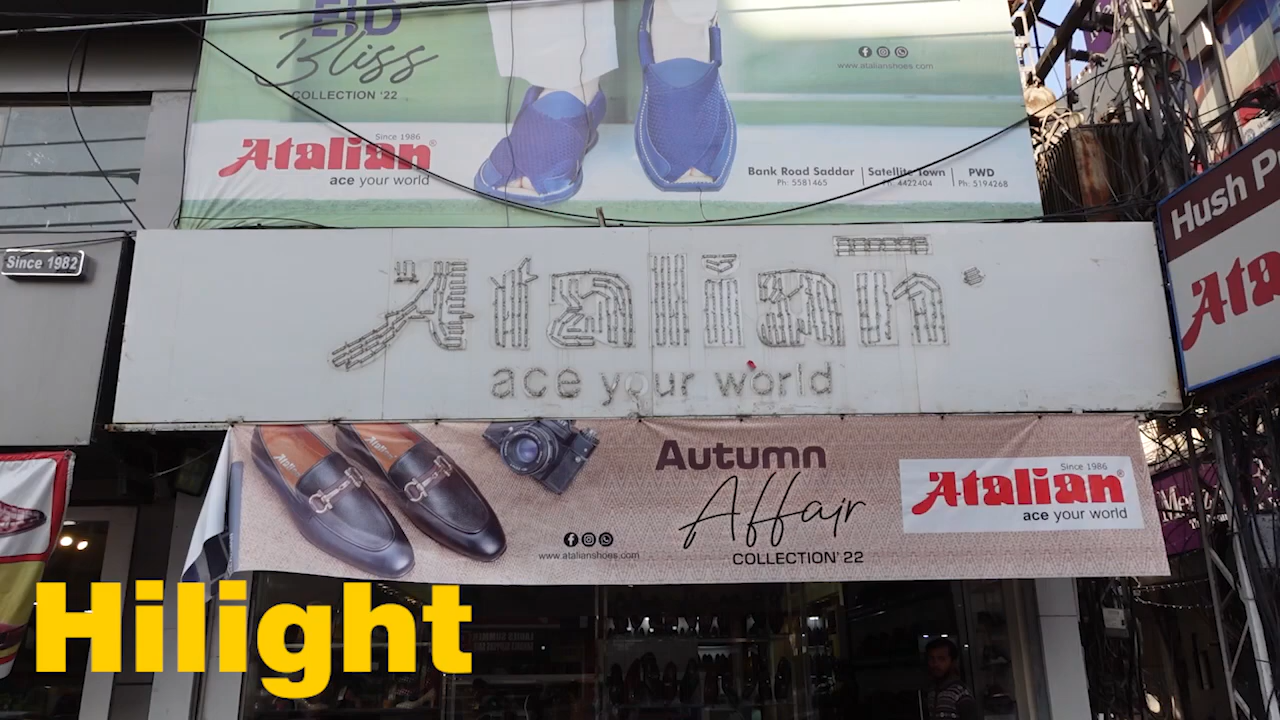 EID
Bliss
COLLECTION '22
www.atalianshoes.com
Since 1986
Atalian®
ace your world
Bank Road Saddar | Satellite Town | PWD
Ph: 5581465 Ph: 4422404 Ph: 5194268
Since 1982
Atalian
ace your world
Hush P
Ata
Autumn
Affair
COLLECTION' 22
www.atalianshoes.com
Since 1986
Atalian®
ace your world
Hilight